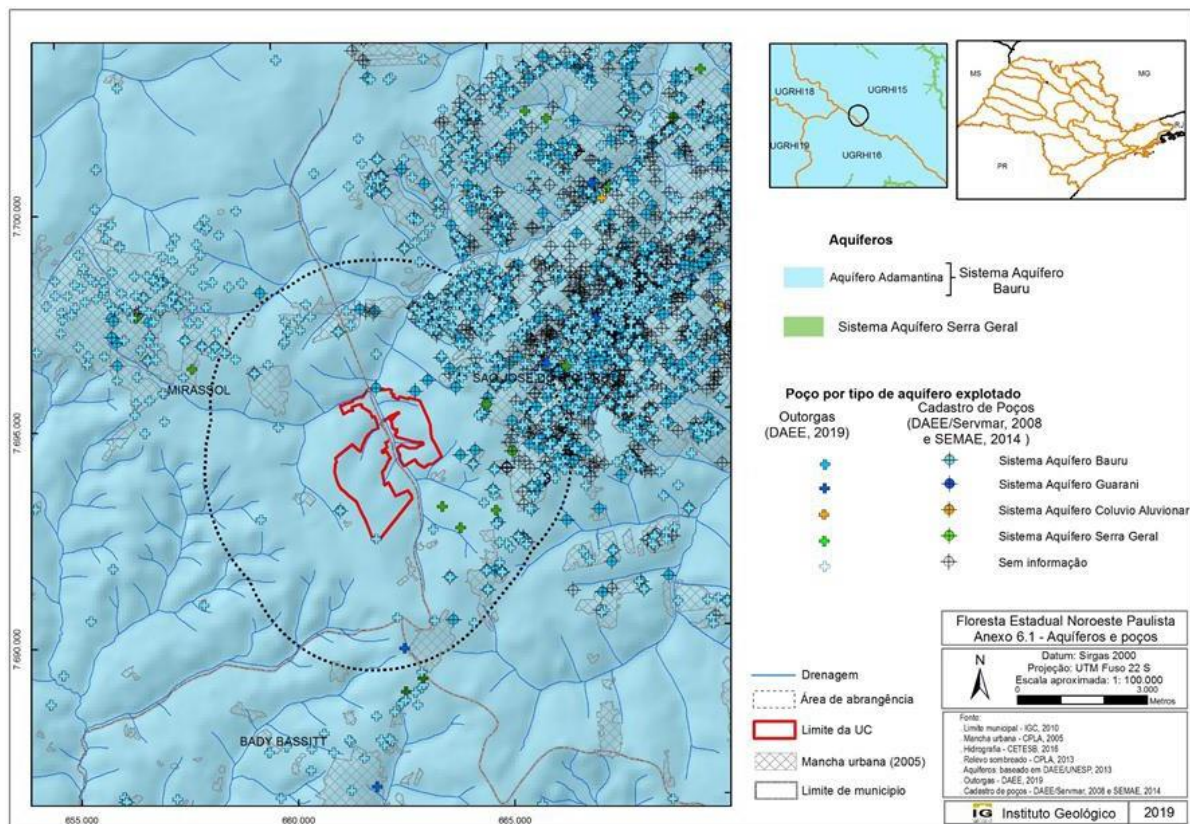 7.700.000
7.695.000
7.690.000
655.000
660.000
665.000
MIRASSOL
BADY BASSITT
UGRHI18
UGRHI15
UGRHI19
UGRHI16
MS
MG
PR
RJ
Aquíferos
Aquífero Adamantina
Sistema Aquífero
Bauru
Sistema Aquífero Serra Geral
Poço por tipo de aquífero explotado
Outorgas
(DAEE, 2019)
Cadastro de Poços
(DAEE/Servmar, 2008
e SEMAE, 2014 )
Sistema Aquífero Bauru
Sistema Aquífero Guarani
Sistema Aquífero Coluvio Aluvionar
Sistema Aquífero Serra Geral
Sem informação
Drenagem
Área de abrangência
Limite da UC
Mancha urbana (2005)
Limite de município
Floresta Estadual Noroeste Paulista
Anexo 6.1 - Aquíferos e poços
N
Datum: Sirgas 2000
Projeção: UTM Fuso 22 S
Escala aproximada: 1: 100.000
0 3.000
Metros
Fonte:
. Limite municipal - IGC, 2010
. Mancha urbana - CPLA, 2005
. Hidrografia - CETESB, 2016
. Relevo sombreado - CPLA, 2013
. Aquíferos: baseado em DAEE/UNESP, 2013
. Outorgas - DAEE, 2019
. Cadastro de poços - DAEE/Servmar, 2008 e SEMAE, 2014
IG
Instituto Geológico
2019